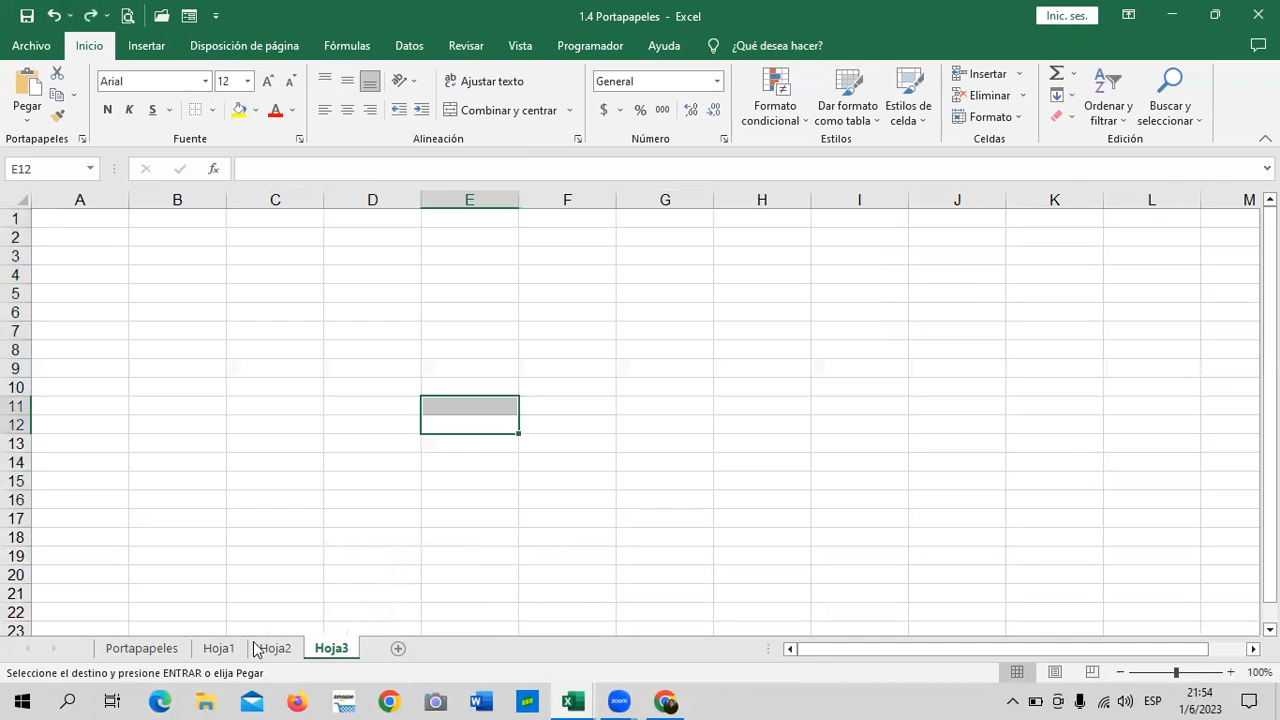 1.4 Portapapeles - Excel
Inic. ses.
Archivo Inicio Insertar Disposición de página Fórmulas Datos Revisar Vista Programador Ayuda ¿Qué desea hacer?
Pegar
Portapapeles
Arial 12
N K S
Fuente
Ajustar texto
Combinar y centrar
Alineación
General
$ % 000
Número
Formato condicional
Dar formato como tabla
Estilos de celda
Estilos
Insertar
Eliminar
Formato
Celdas
Ordenar y filtrar
Buscar y seleccionar
Edición
E12
fx
A B C D E F G H I J K L M
1
2
3
4
5
6
7
8
9
10
11
12
13
14
15
16
17
18
19
20
21
22
23
Portapapeles Hoja1 Hoja2 Hoja3
Seleccione el destino y presione ENTRAR o elija Pegar
100%
ESP
21:54
1/6/2023